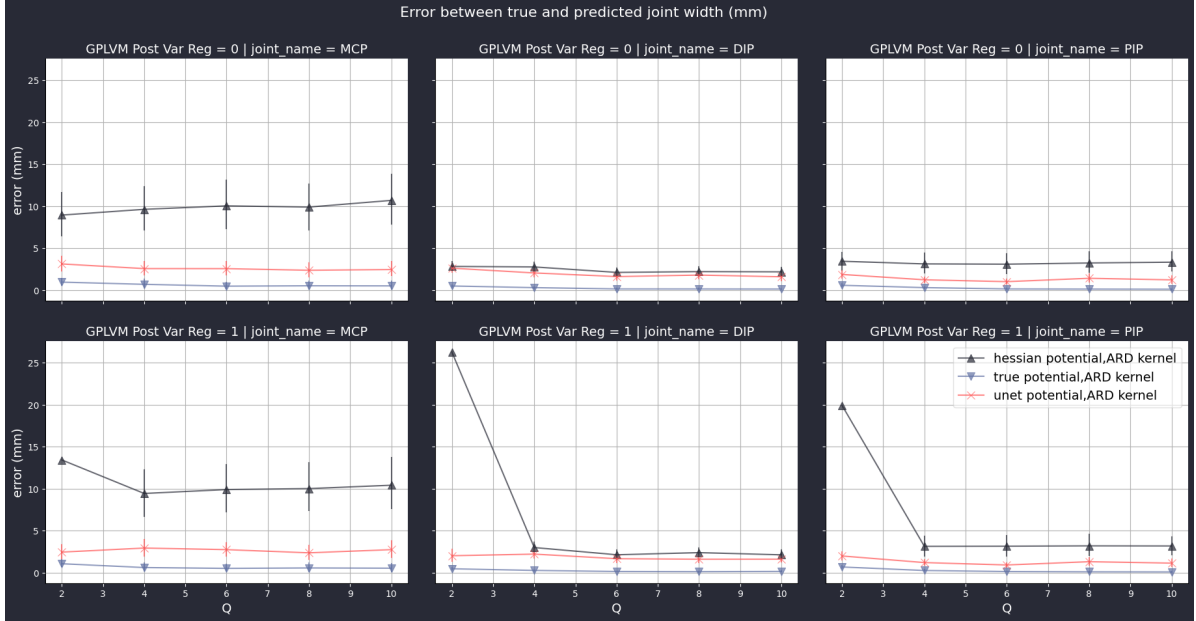 Error between true and predicted joint width (mm)
GPLVM Post Var Reg = 0 | joint_name = MCP
GPLVM Post Var Reg = 0 | joint_name = DIP
GPLVM Post Var Reg = 0 | joint_name = PIP
25
20
15
10
5
0
error (mm)
GPLVM Post Var Reg = 1 | joint_name = MCP
GPLVM Post Var Reg = 1 | joint_name = DIP
GPLVM Post Var Reg = 1 | joint_name = PIP
25
20
15
10
5
0
error (mm)
hessian potential,ARD kernel
true potential,ARD kernel
unet potential,ARD kernel
2 3 4 5 6 7 8 9 10
2 3 4 5 6 7 8 9 10
2 3 4 5 6 7 8 9 10
Q
Q
Q